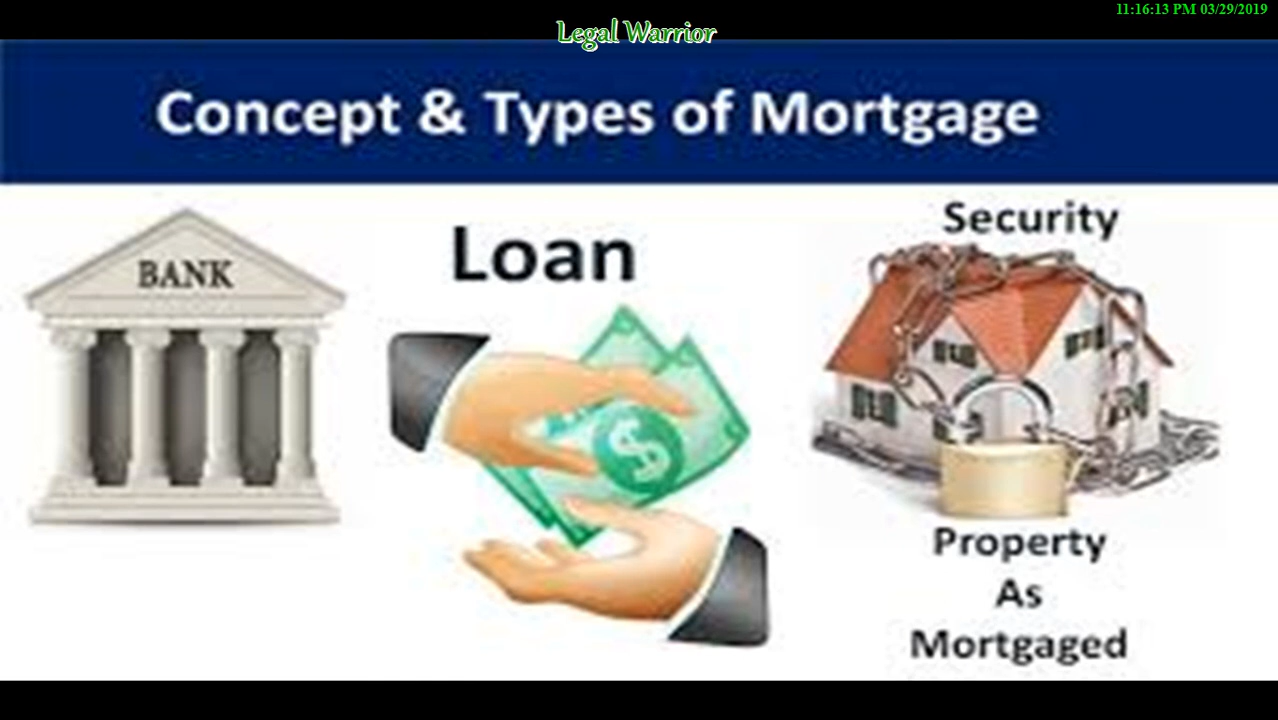 11:16:13 PM 03/29/2019
Legal Warrior
Concept & Types of Mortgage
BANK
Loan
$
Security
Property
As
Mortgaged